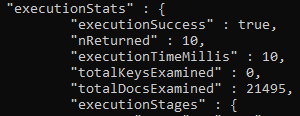 "executionStats" : {
"executionSuccess" : true,
"nReturned" : 10,
"executionTimeMillis" : 10,
"totalKeysExamined" : 0,
"totalDocsExamined" : 21495,
"executionStages" : {